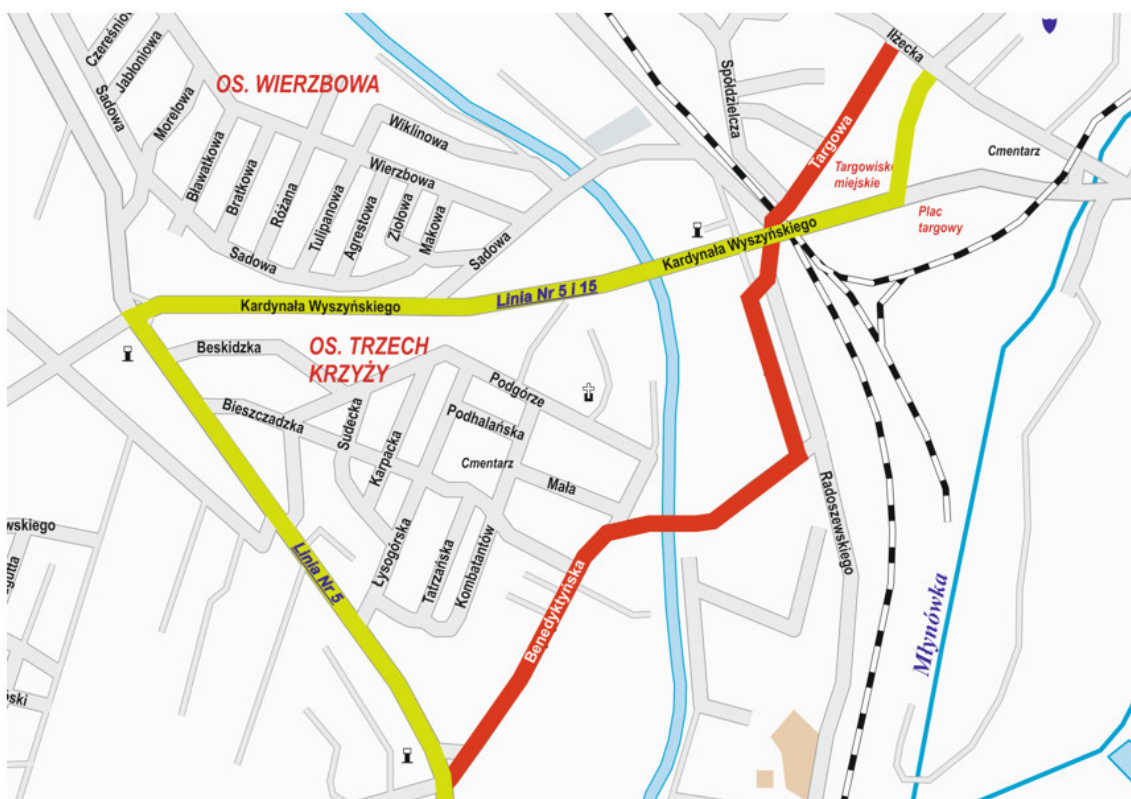 Iłżecka
Czereśniowa
Jabłoniowa
Sadowa
Morelowa
OS. WIERZBOWA
Spółdzielcza
Targowa
Wiklinowa
Wierzbowa
Cmentarz
Targowisko
miejskie
Bławatkowa
Bratkowa
Różana
Tulipanowa
Agrestowa
Ziołowa
Makowa
Sadowa
Sadowa
Plac
targowy
Kardynała Wyszyńskiego
Kardynała Wyszyńskiego
Linia Nr 5 i 15
Beskidzka
OS. TRZECH
KRZYŻY
Podgórze
Bieszczadzka
Sudecka
Karpacka
Podhalańska
Cmentarz
Mała
Radoszewskiego
wskiego
Łysogórska
Tatrzańska
Kombatantów
Linia Nr 5
Benedyktyńska
Młynówka